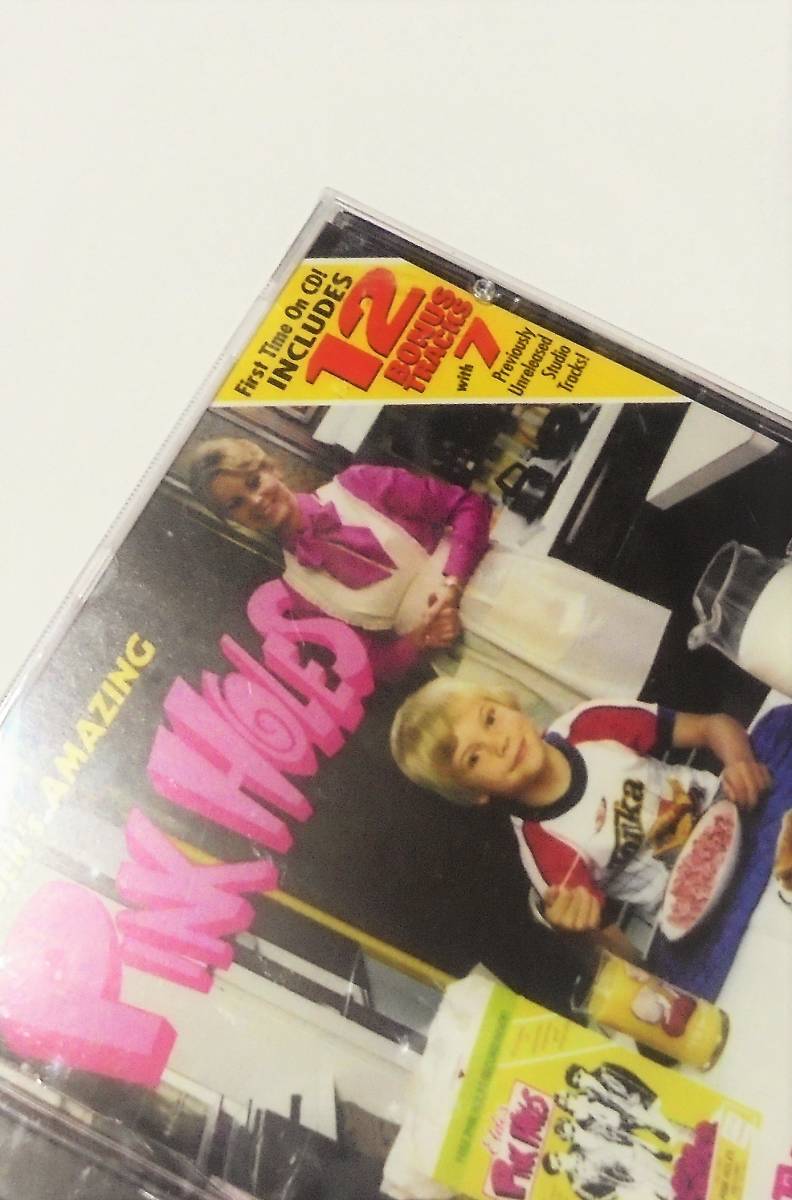 First Time On CD!
INCLUDES
12
BONUS
TRACKS
with 7
Previously
Unreleased
Studio
Tracks!
AMAZING
PINK HOLES
Tonka
PINK HOLES